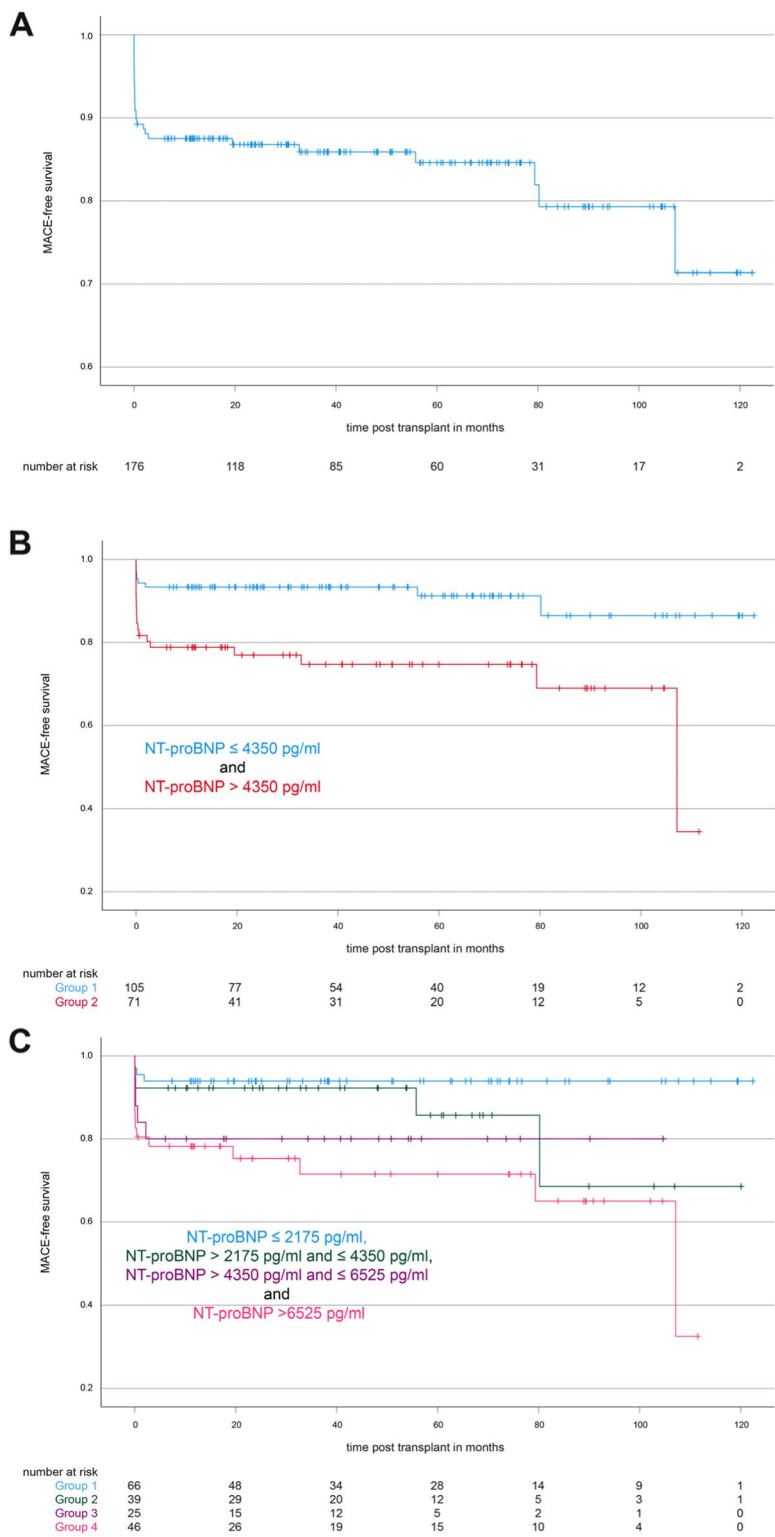 A
1.0
0.9
0.8
0.7
0.6
MACE-free survival
0 20 40 60 80 100 120
time post transplant in months
number at risk 176 118 85 60 31 17 2
B
1.0
0.8
0.6
0.4
0.2
MACE-free survival
NT-proBNP ≤ 4350 pg/ml
and
NT-proBNP > 4350 pg/ml
0 20 40 60 80 100 120
time post transplant in months
number at risk
Group 1 105 77 54 40 19 12 2
Group 2 71 41 31 20 12 5 0
C
1.0
0.8
0.6
0.4
0.2
MACE-free survival
NT-proBNP ≤ 2175 pg/ml,
NT-proBNP > 2175 pg/ml and ≤ 4350 pg/ml,
NT-proBNP > 4350 pg/ml and ≤ 6525 pg/ml
and
NT-proBNP >6525 pg/ml
0 20 40 60 80 100 120
time post transplant in months
number at risk
Group 1 66 48 34 28 14 9 1
Group 2 39 29 20 12 5 3 1
Group 3 25 15 12 5 2 1 0
Group 4 46 26 19 15 10 4 0